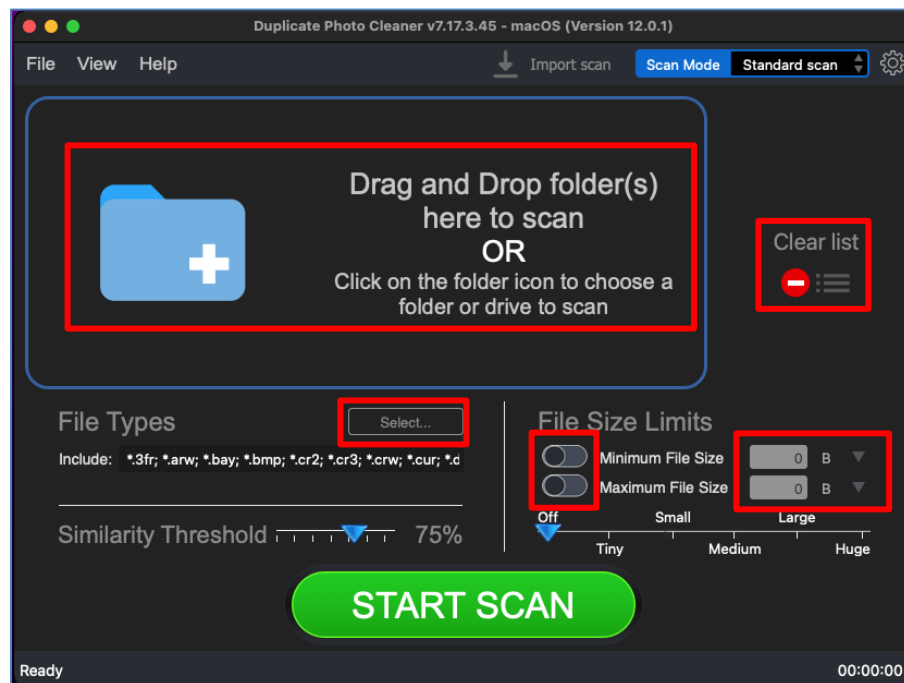 Duplicate Photo Cleaner v7.17.3.45 - macOS (Version 12.0.1)
File View Help Import scan Scan Mode Standard scan
Drag and Drop folder(s)
here to scan
OR
Click on the folder icon to choose a
folder or drive to scan
Clear list
File Types Select...
Include: *.3fr; *.arw; *.bay; *.bmp; *.cr2; *.cr3; *.crw; *.cur; *.d
Similarity Threshold 75%
File Size Limits
Minimum File Size 0 B
Maximum File Size 0 B
Off Small Large
Tiny Medium Huge
START SCAN
Ready 00:00:00